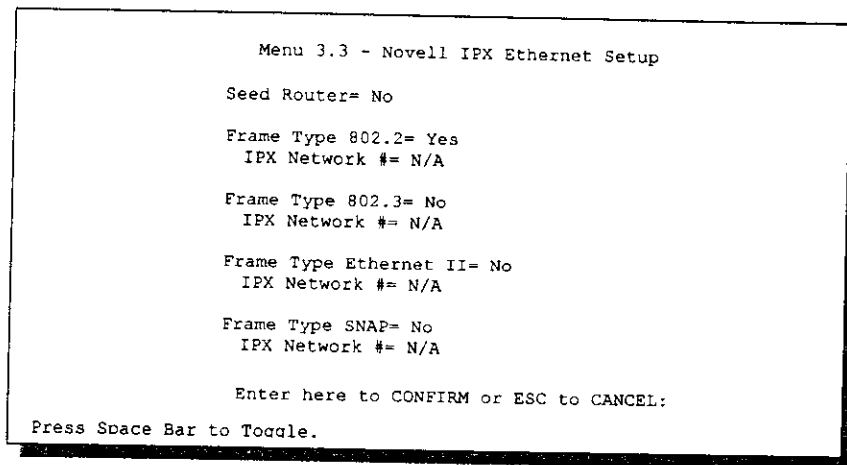 Menu 3.3 - Novell IPX Ethernet Setup
Seed Router= No
Frame Type 802.2= Yes
IPX Network #= N/A
Frame Type 802.3= No
IPX Network #= N/A
Frame Type Ethernet II= No
IPX Network #= N/A
Frame Type SNAP= No
IPX Network #= N/A
Enter here to CONFIRM or ESC to CANCEL:
Press Space Bar to Toggle.